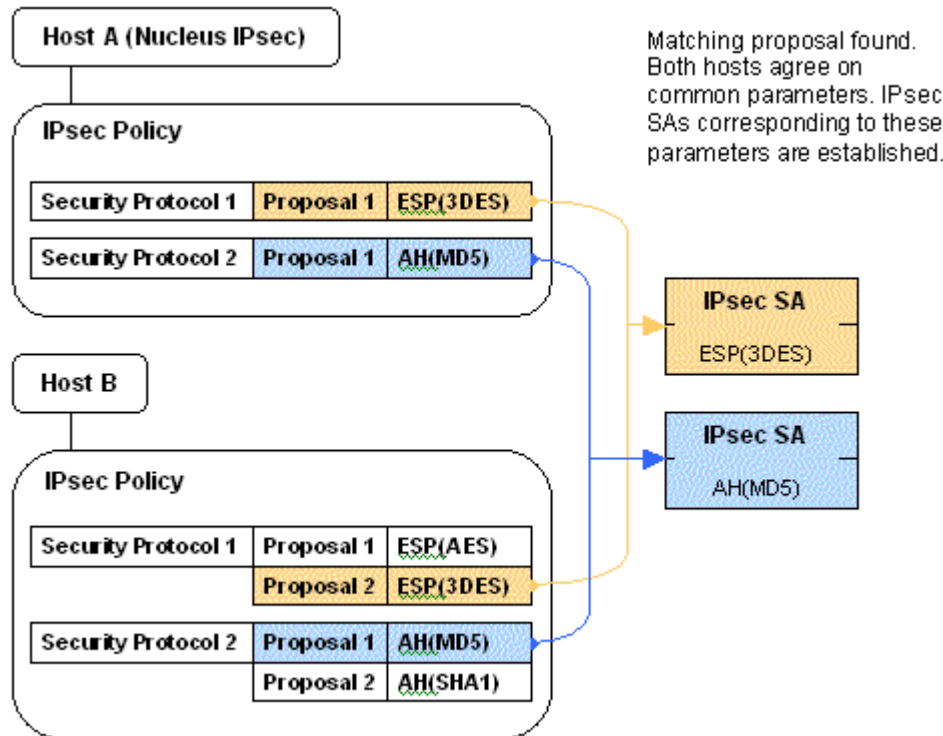 Host A (Nucleus IPsec)
Matching proposal found.
Both hosts agree on
common parameters. IPsec
SAs corresponding to these
parameters are established.
IPsec Policy
Security Protocol 1 Proposal 1 ESP(3DES)
Security Protocol 2 Proposal 1 AH(MD5)
IPsec SA
ESP(3DES)
Host B
IPsec SA
AH(MD5)
IPsec Policy
Security Protocol 1 Proposal 1 ESP(AES)
Proposal 2 ESP(3DES)
Security Protocol 2 Proposal 1 AH(MD5)
Proposal 2 AH(SHA1)